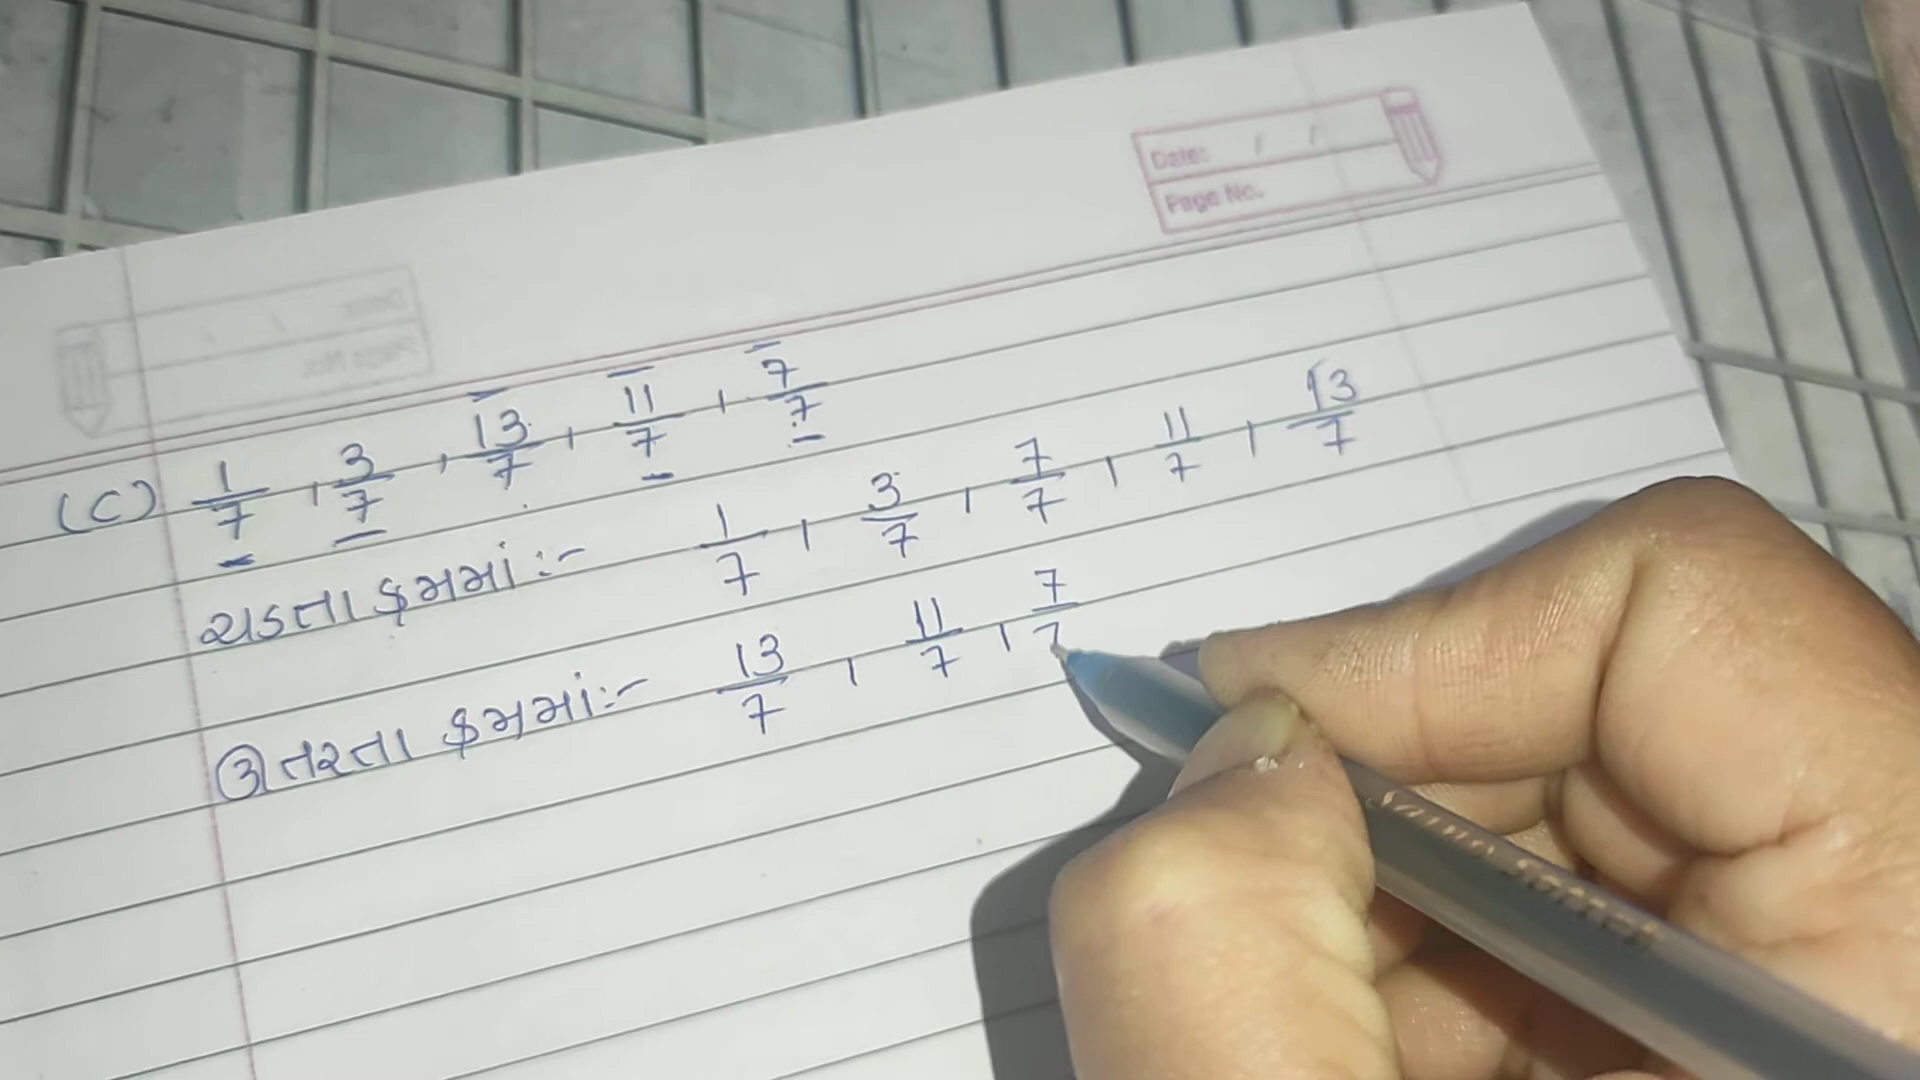 Date: / /
Page No.
(C) 1/7 , 3/7 , 13/7 , 11/7 , 7/7
ચડતા ક્રમમાં :- 1/7 , 3/7 , 7/7 , 11/7 , 13/7
ઉતરતા ક્રમમાં :- 13/7 , 11/7 , 7/7